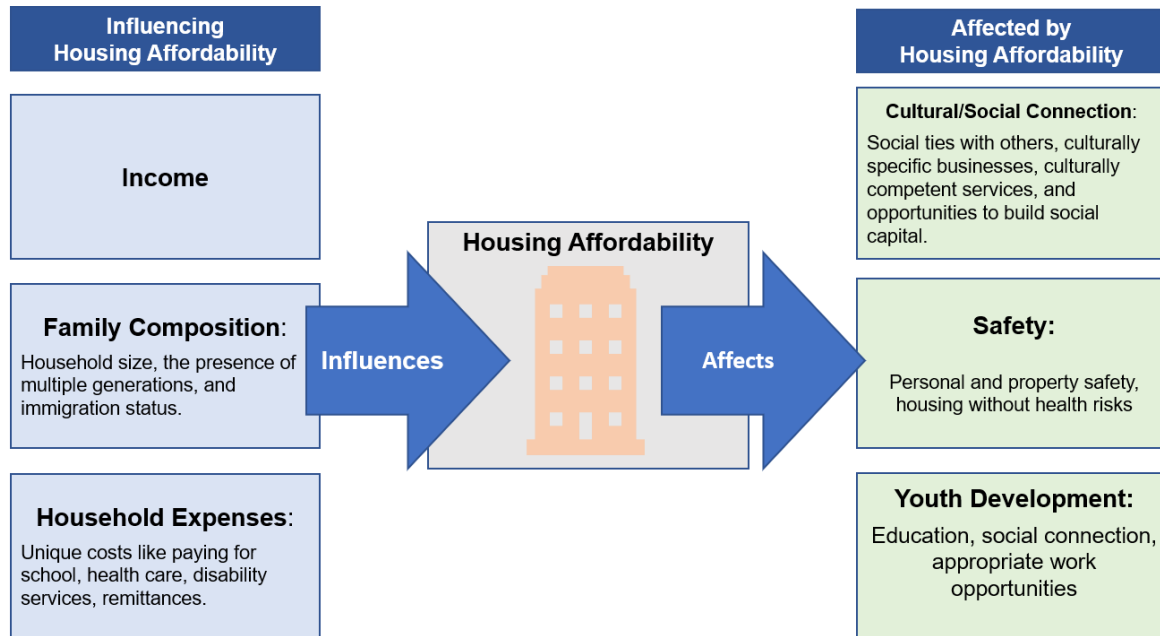 Influencing
Housing Affordability
Income
Family Composition:
Household size, the presence of
multiple generations, and
immigration status.
Household Expenses:
Unique costs like paying for
school, health care, disability
services, remittances.
Influences
Housing Affordability
Affects
Affected by
Housing Affordability
Cultural/Social Connection:
Social ties with others, culturally
specific businesses, culturally
competent services, and
opportunities to build social
capital.
Safety:
Personal and property safety,
housing without health risks
Youth Development:
Education, social connection,
appropriate work
opportunities